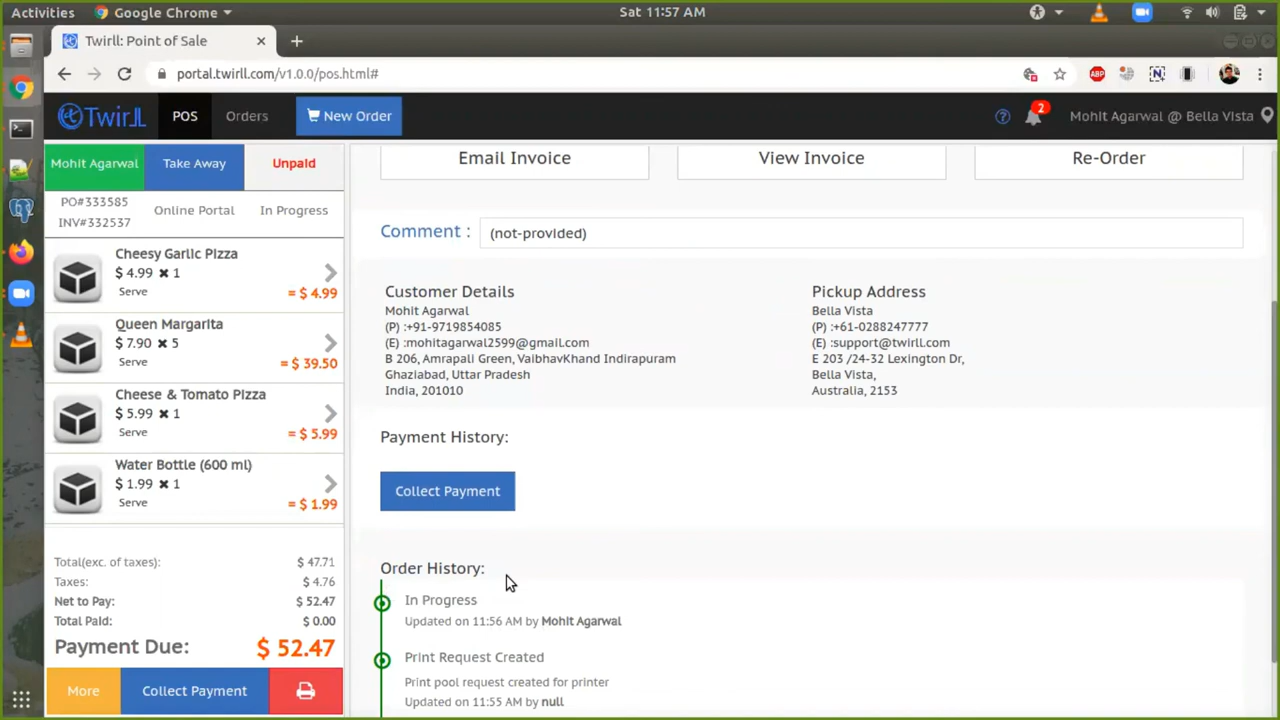 Activities
Google Chrome
Sat 11:57 AM
Twirll: Point of Sale
portal.twirll.com/v1.0.0/pos.html#
ABP
N
Twirll
POS
Orders
New Order
2
Mohit Agarwal @ Bella Vista
Mohit Agarwal
Take Away
Unpaid
PO#333585
INV#332537
Online Portal
In Progress
Cheesy Garlic Pizza
$ 4.99 ✖ 1
Serve
= $ 4.99
Queen Margarita
$ 7.90 ✖ 5
Serve
= $ 39.50
Cheese & Tomato Pizza
$ 5.99 ✖ 1
Serve
= $ 5.99
Water Bottle (600 ml)
$ 1.99 ✖ 1
Serve
= $ 1.99
Total(exc. of taxes): $ 47.71
Taxes: $ 4.76
Net to Pay: $ 52.47
Total Paid: $ 0.00
Payment Due: $ 52.47
More
Collect Payment
Email Invoice
View Invoice
Re-Order
Comment : (not-provided)
Customer Details
Mohit Agarwal
(P) :+91-9719854085
(E) :mohitagarwal2599@gmail.com
B 206, Amrapali Green, VaibhavKhand Indirapuram
Ghaziabad, Uttar Pradesh
India, 201010
Pickup Address
Bella Vista
(P) :+61-0288247777
(E) :support@twirll.com
E 203 /24-32 Lexington Dr,
Bella Vista,
Australia, 2153
Payment History:
Collect Payment
Order History:
In Progress
Updated on 11:56 AM by Mohit Agarwal
Print Request Created
Print pool request created for printer
Updated on 11:55 AM by null